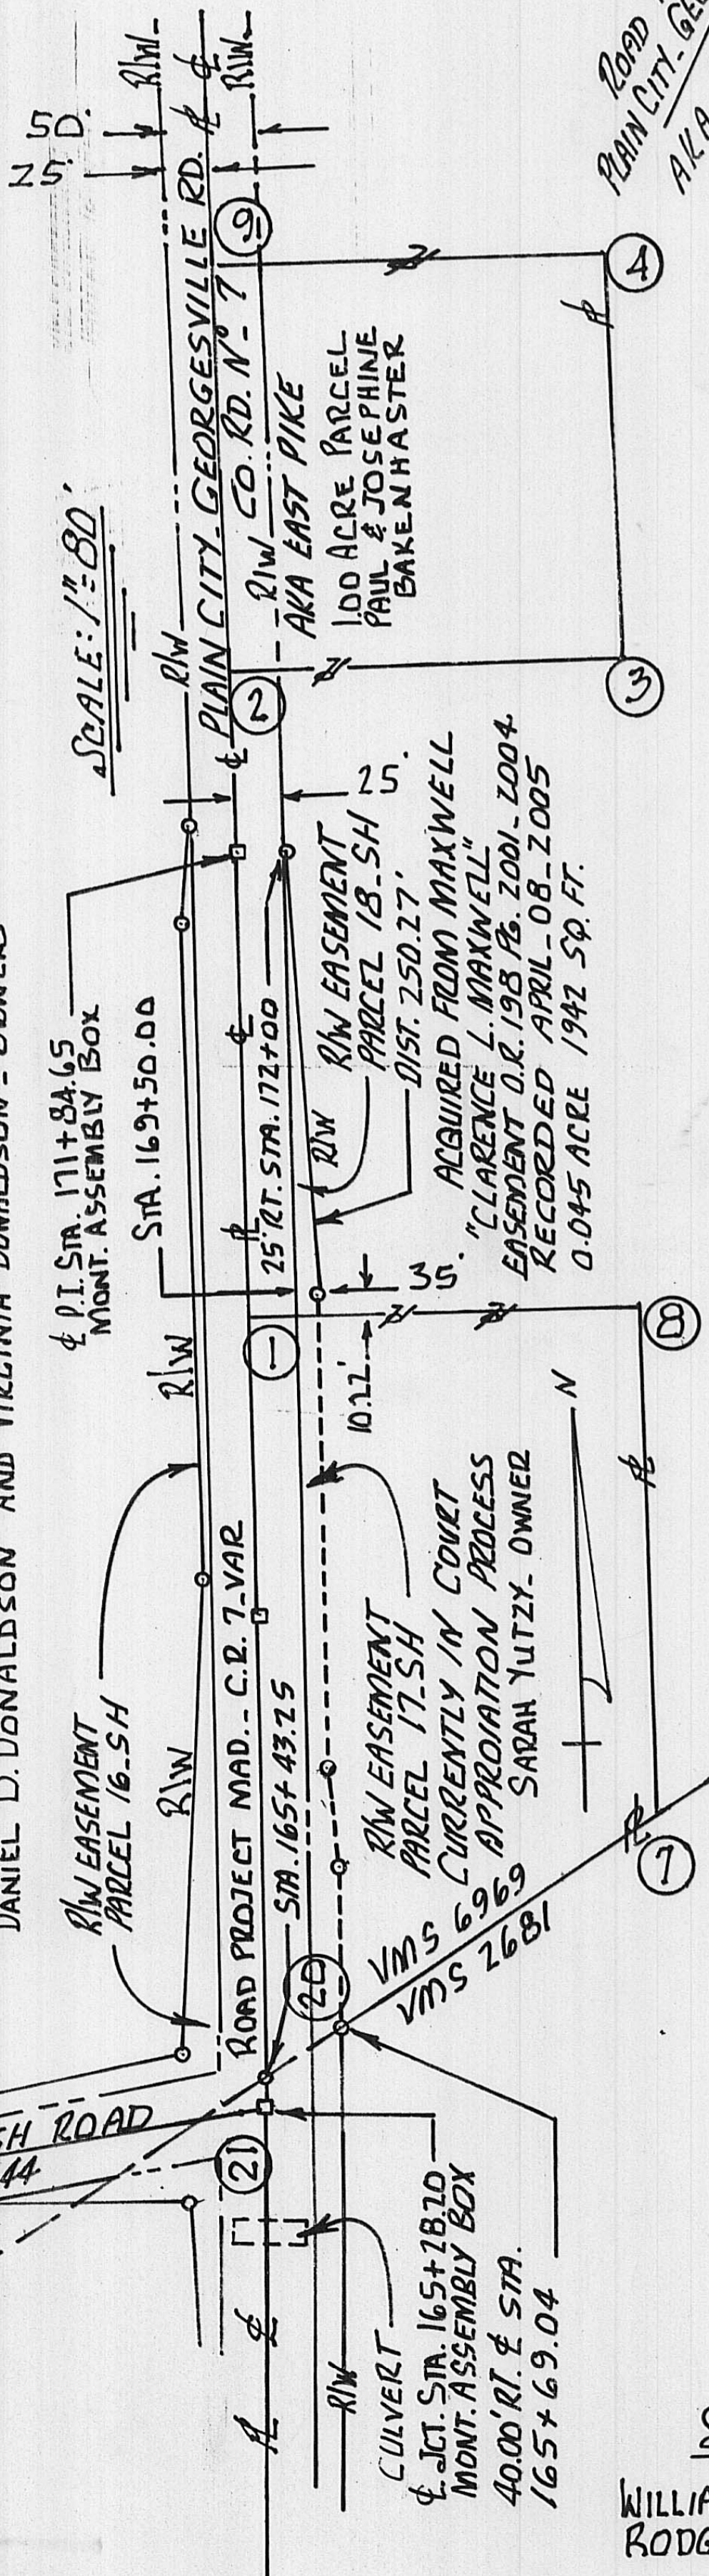 DANIEL D. DONALDSON AND VIRGINIA DONALDSON -
SCALE: 1"=80'
₵ P.I. STA. 171+84.65
MONT. ASSEMBLY BOX
STA. 169+50.00
R/W EASEMENT
PARCEL 16-SH
R/W
R/W
R/W
25'
50'
R/W
R/W
PLAIN CITY-GEORGESVILLE RD.
CO. RD. Nº 7
R/W
AKA EAST PIKE
ROAD PROJECT MAD.-C.R. 7-VAR
STA. 165+43.25
25' RT. STA. 172+00
SH ROAD
44
1
2
9
20
21
25'
R/W
R/W EASEMENT
PARCEL 18-SH
DIST. 250.27'
ACQUIRED FROM MAXWELL
"CLARENCE L. MAXWELL"
EASEMENT O.R. 198 PG. 2001-2004
RECORDED APRIL-08-2005
0.045 ACRE 1942 SQ. FT.
35'
10.22'
1.00 ACRE PARCEL
PAUL & JOSEPHINE
BAKENHASTER
3
4
R/W EASEMENT
PARCEL 17-SH
CURRENTLY IN COURT
APPROIATION PROCESS
SARAH YUTZY-OWNER
N
8
7
VMS 6969
VMS 2681
R/W
CULVERT
₵ JCT. STA. 165+28.20
MONT. ASSEMBLY BOX
40.00' RT. ₵ STA.
165+69.04
ROAD
PLAIN CITY-GE
AKA
WILLIA
RODG